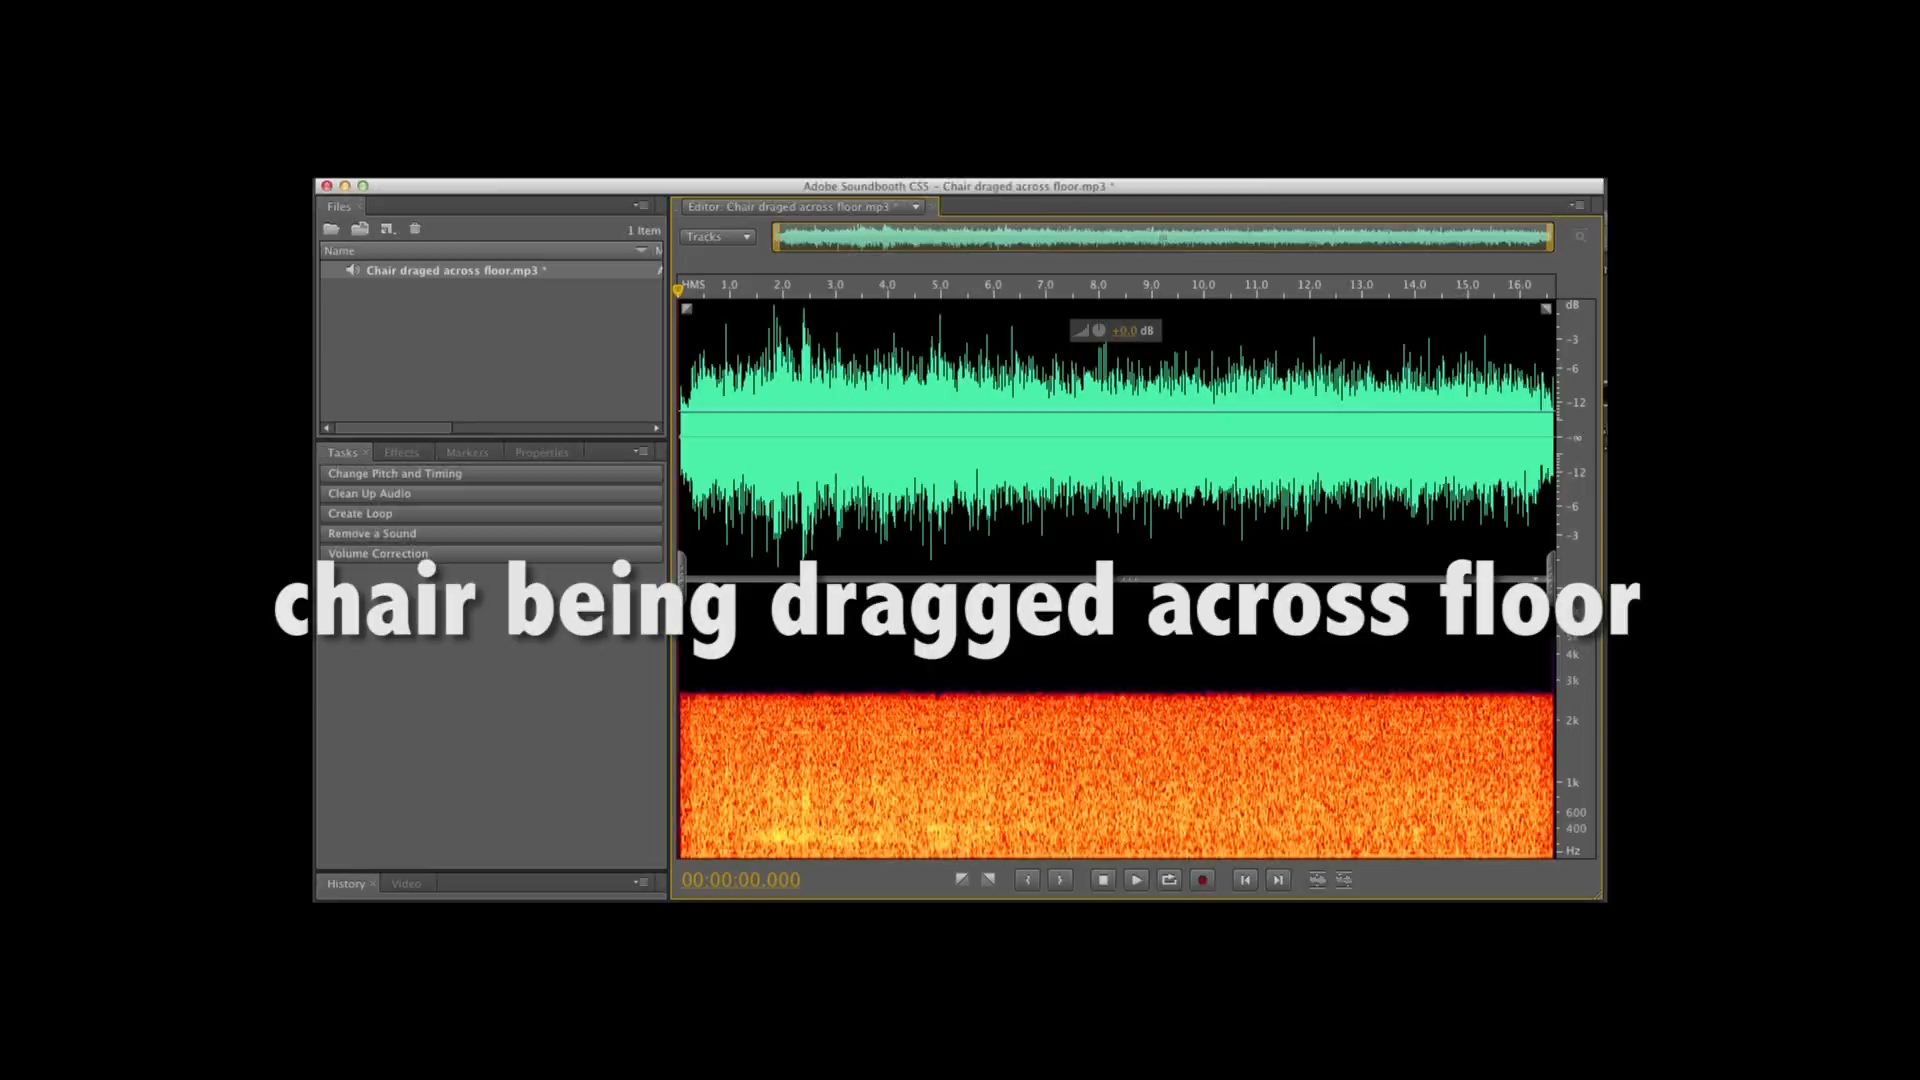 Adobe Soundbooth CS5 – Chair draged across floor.mp3 *
Files
1 Item
Name
Chair draged across floor.mp3 *
Tasks Effects Markers Properties
Change Pitch and Timing
Clean Up Audio
Create Loop
Remove a Sound
Volume Correction
History Video
Editor: Chair draged across floor.mp3 *
Tracks
HMS 1.0 2.0 3.0 4.0 5.0 6.0 7.0 8.0 9.0 10.0 11.0 12.0 13.0 14.0 15.0 16.0
+0.0 dB
dB
-3
-6
-12
-∞
-12
-6
-3
chair being dragged across floor
4k
3k
2k
1k
600
400
Hz
00:00:00.000